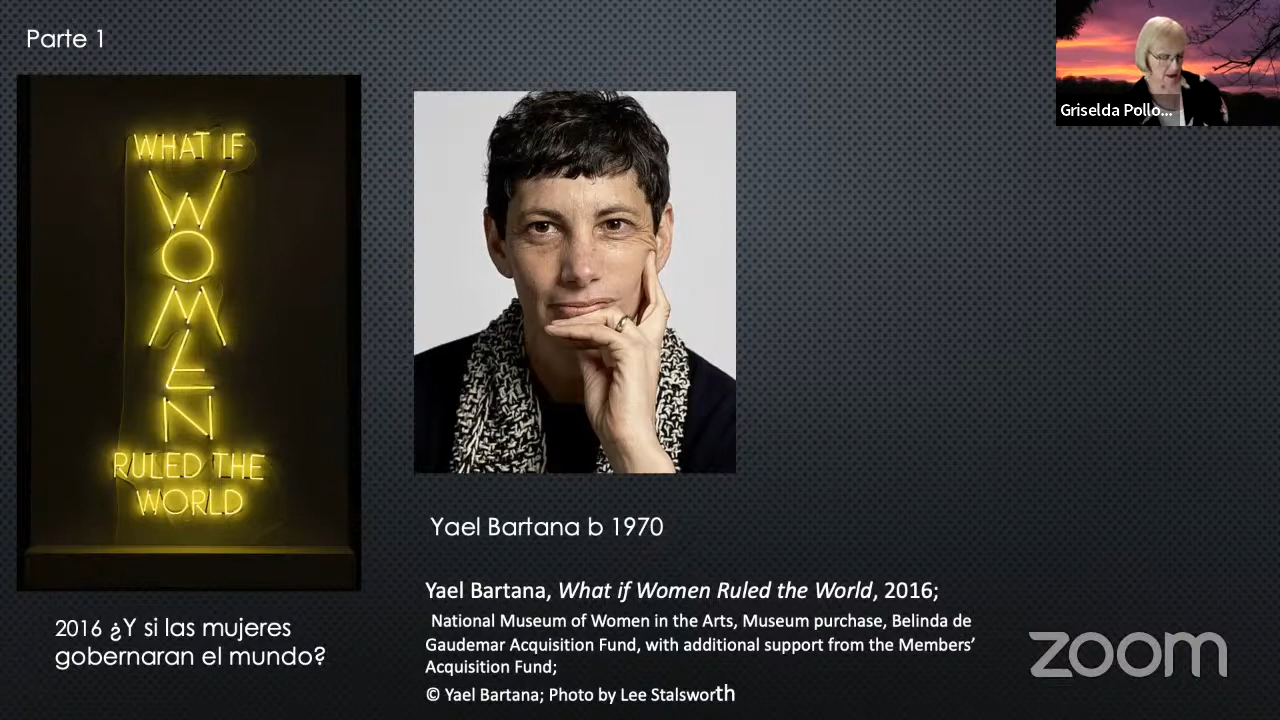 Parte 1
WHAT IF
WOMEN
RULED THE
WORLD
2016 ¿Y si las mujeres
gobernaran el mundo?
Yael Bartana b 1970
Yael Bartana, What if Women Ruled the World, 2016;
National Museum of Women in the Arts, Museum purchase, Belinda de
Gaudemar Acquisition Fund, with additional support from the Members’
Acquisition Fund;
© Yael Bartana; Photo by Lee Stalsworth
Griselda Pollo...
zoom